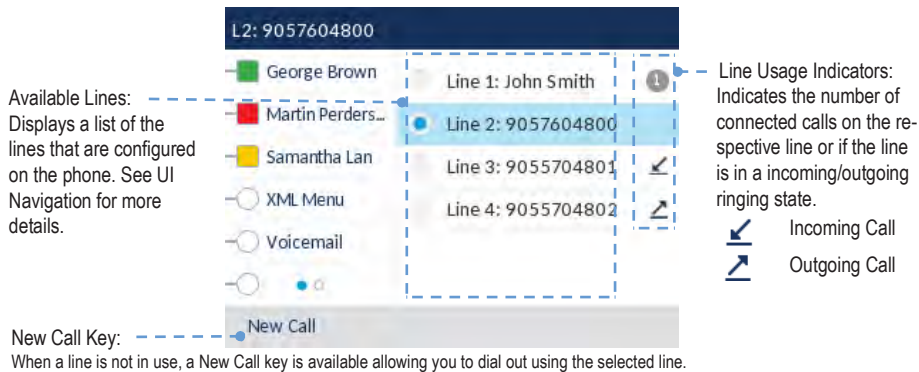 L2: 9057604800
George Brown
Martin Perders...
Samantha Lan
XML Menu
Voicemail
Line 1: John Smith
1
Line 2: 9057604800
Line 3: 9055704801
Line 4: 9055704802
New Call
Available Lines:
Displays a list of the
lines that are configured
on the phone. See UI
Navigation for more
details.
Line Usage Indicators:
Indicates the number of
connected calls on the re-
spective line or if the line
is in a incoming/outgoing
ringing state.
Incoming Call
Outgoing Call
New Call Key:
When a line is not in use, a New Call key is available allowing you to dial out using the selected line.